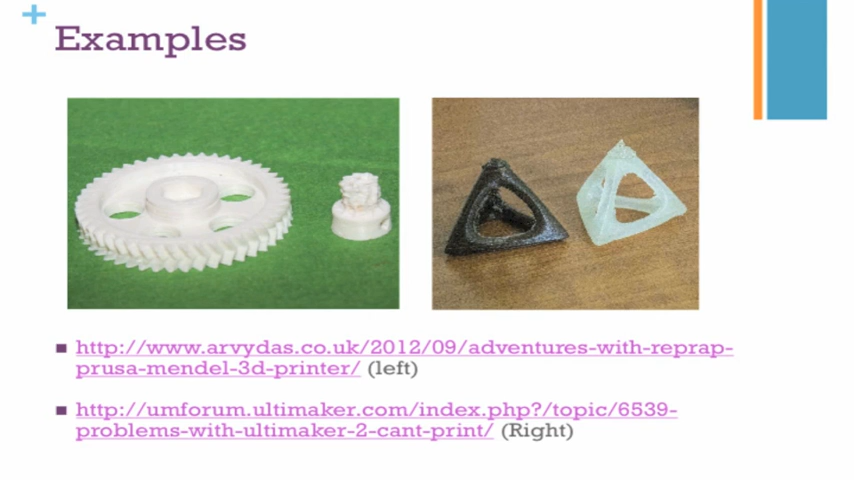 Examples
http://www.arvydas.co.uk/2012/09/adventures-with-reprap-
prusa-mendel-3d-printer/ (left)
http://umforum.ultimaker.com/index.php?/topic/6539-
problems-with-ultimaker-2-cant-print/ (Right)